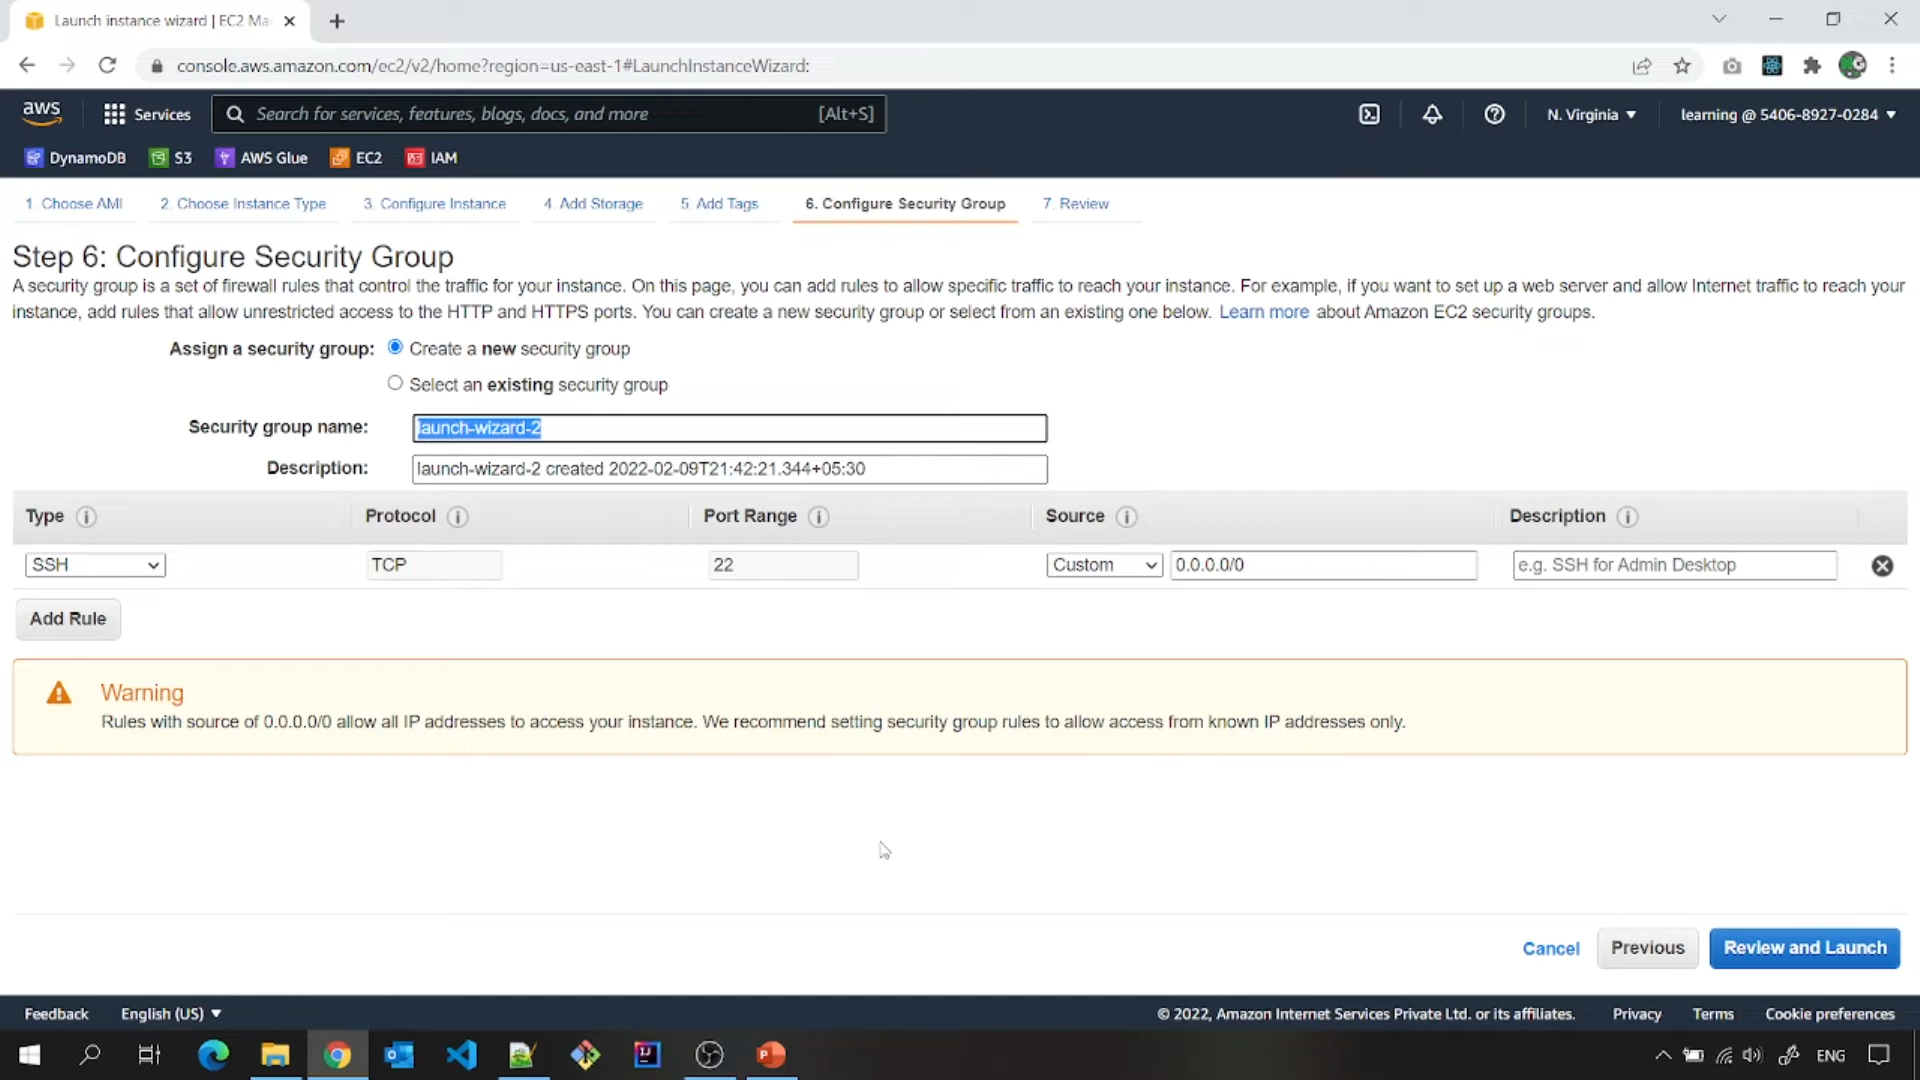 Launch instance wizard | EC2 Ma
console.aws.amazon.com/ec2/v2/home?region=us-east-1#LaunchInstanceWizard:
aws Services Search for services, features, blogs, docs, and more [Alt+S] N. Virginia ▼ learning @ 5406-8927-0284 ▼
DynamoDB S3 AWS Glue EC2 IAM
1. Choose AMI 2. Choose Instance Type 3. Configure Instance 4. Add Storage 5. Add Tags 6. Configure Security Group 7. Review
Step 6: Configure Security Group
A security group is a set of firewall rules that control the traffic for your instance. On this page, you can add rules to allow specific traffic to reach your instance. For example, if you want to set up a web server and allow Internet traffic to reach your
instance, add rules that allow unrestricted access to the HTTP and HTTPS ports. You can create a new security group or select from an existing one below. Learn more about Amazon EC2 security groups.
Assign a security group: Create a new security group
Select an existing security group
Security group name: launch-wizard-2
Description: launch-wizard-2 created 2022-02-09T21:42:21.344+05:30
Type i Protocol i Port Range i Source i Description i
SSH TCP 22 Custom 0.0.0.0/0 e.g. SSH for Admin Desktop
Add Rule
Warning
Rules with source of 0.0.0.0/0 allow all IP addresses to access your instance. We recommend setting security group rules to allow access from known IP addresses only.
Cancel Previous Review and Launch
Feedback English (US) ▼ © 2022, Amazon Internet Services Private Ltd. or its affiliates. Privacy Terms Cookie preferences
ENG